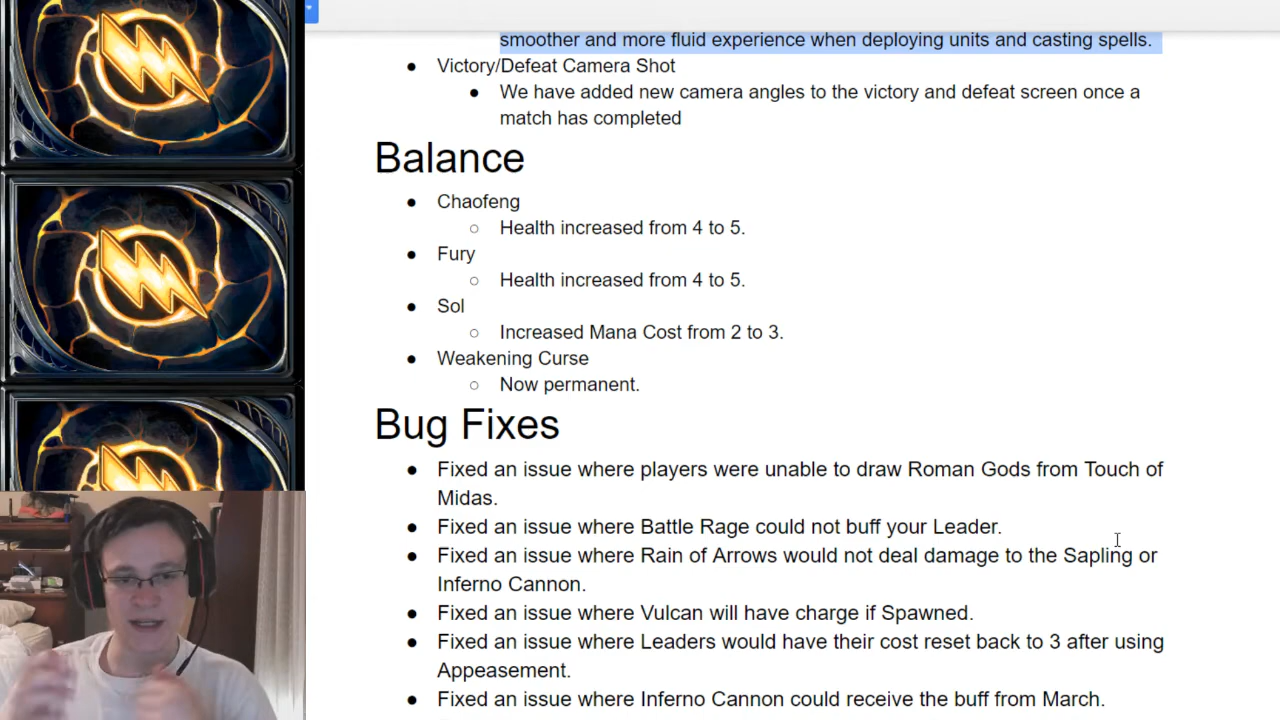 smoother and more fluid experience when deploying units and casting spells.
● Victory/Defeat Camera Shot
● We have added new camera angles to the victory and defeat screen once a
match has completed
Balance
● Chaofeng
○ Health increased from 4 to 5.
● Fury
○ Health increased from 4 to 5.
● Sol
○ Increased Mana Cost from 2 to 3.
● Weakening Curse
○ Now permanent.
Bug Fixes
● Fixed an issue where players were unable to draw Roman Gods from Touch of
Midas.
● Fixed an issue where Battle Rage could not buff your Leader.
● Fixed an issue where Rain of Arrows would not deal damage to the Sapling or
Inferno Cannon.
● Fixed an issue where Vulcan will have charge if Spawned.
● Fixed an issue where Leaders would have their cost reset back to 3 after using
Appeasement.
● Fixed an issue where Inferno Cannon could receive the buff from March.